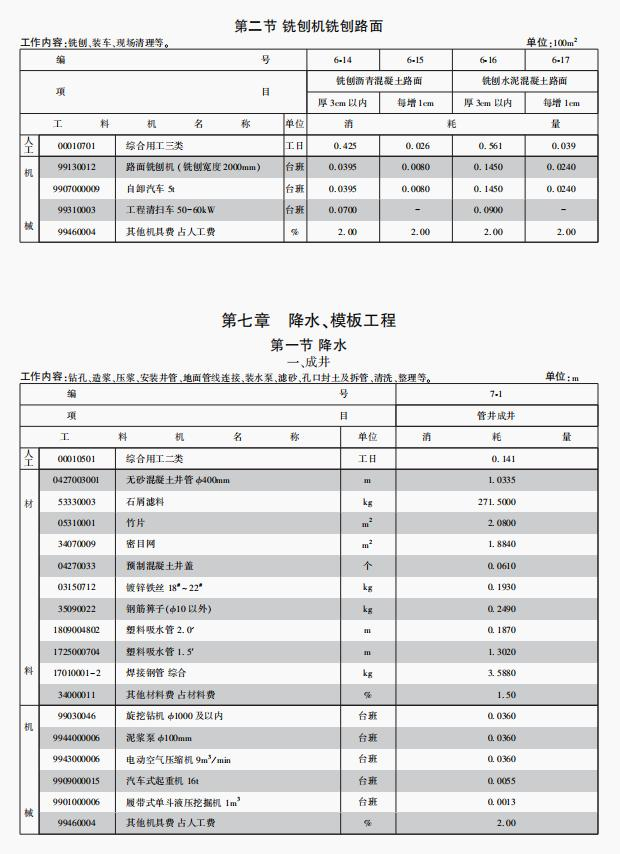 第二节 铣刨机铣刨路面
工作内容:铣刨、装车、现场清理等。 单位:100m²
编 号 6-14 6-15 6-16 6-17
项 目 铣刨沥青混凝土路面 铣刨水泥混凝土路面
厚 3cm 以内 每增 1cm 厚 3cm 以内 每增 1cm
工 料 机 名 称 单位 消 耗 量
人工 00010701 综合用工三类 工日 0.425 0.026 0.561 0.039
机械 99130012 路面铣刨机(铣刨宽度 2000mm) 台班 0.0395 0.0080 0.1450 0.0240
9907000009 自卸汽车 5t 台班 0.0395 0.0080 0.1450 0.0240
99310003 工程清扫车 50~60kW 台班 0.0700 - 0.0900 -
99460004 其他机具费 占人工费 % 2.00 2.00 2.00 2.00
第七章 降水、模板工程
第一节 降水
一、成井
工作内容:钻孔、造浆、压浆、安装井管、地面管线连接、装水泵、滤砂、孔口封土及拆管、清洗、整理等。 单位:m
编 号 7-1
项 目 管井成井
工 料 机 名 称 单位 消 耗 量
人工 00010501 综合用工二类 工日 0.141
材料 0427003001 无砂混凝土井管 φ400mm m 1.0335
53330003 石屑滤料 kg 271.5000
05310001 竹片 m² 2.0800
34070009 密目网 m² 1.8840
04270033 预制混凝土井盖 个 0.0610
03150712 镀锌铁丝 18#~22# kg 0.1930
35090022 钢筋箅子(φ10 以外) kg 0.2490
1809004802 塑料吸水管 2.0′ m 0.1870
1725000704 塑料吸水管 1.5′ m 1.3020
17010001-2 焊接钢管 综合 kg 3.5880
34000011 其他材料费 占材料费 % 1.50
机械 99030046 旋挖钻机 φ1000 及以内 台班 0.0360
9944000006 泥浆泵 φ100mm 台班 0.0360
9943000006 电动空气压缩机 9m³/min 台班 0.0360
9909000015 汽车式起重机 16t 台班 0.0055
9901000006 履带式单斗液压挖掘机 1m³ 台班 0.0013
99460004 其他机具费 占人工费 % 2.00